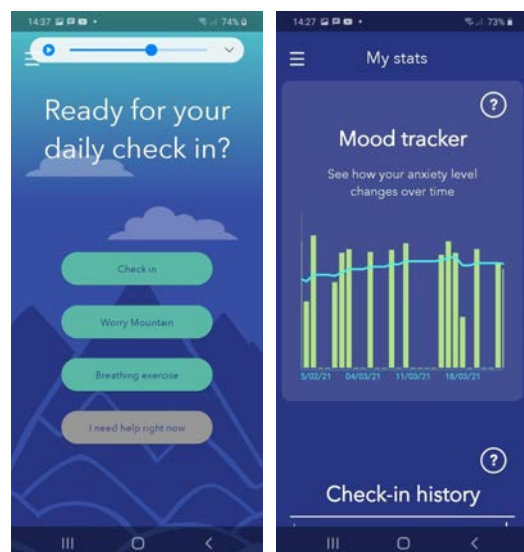 14:37
74%
Ready for your
daily check in?
Check in
Worry Mountain
Breathing exercise
I need help right now
14:27
73%
My stats
?
Mood tracker
See how your anxiety level
changes over time
5/02/21 04/03/21 11/03/21 18/03/21
?
Check-in history